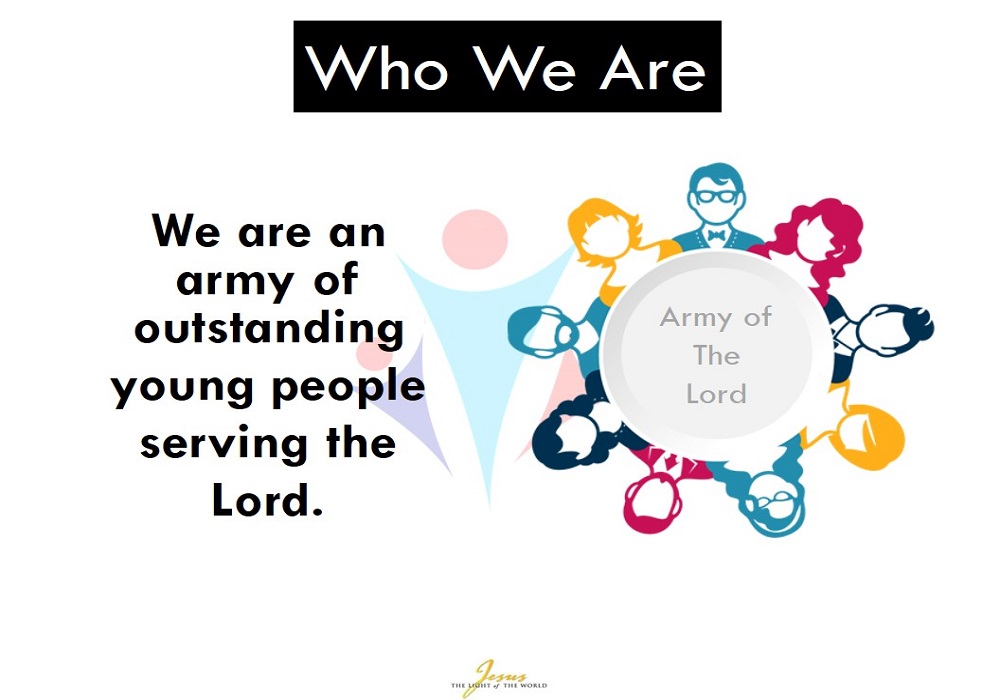 Who We Are
We are an
army of
outstanding
young people
serving the
Lord.
Army of
The
Lord
Jesus
THE LIGHT of THE WORLD